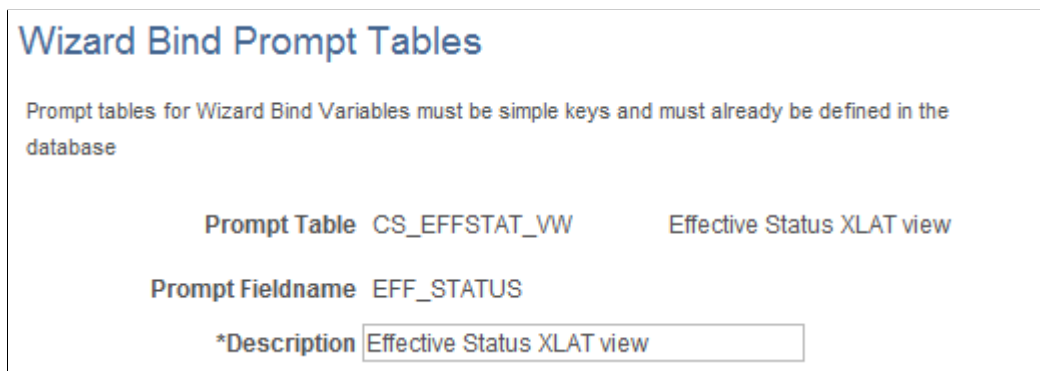 Wizard Bind Prompt Tables
Prompt tables for Wizard Bind Variables must be simple keys and must already be defined in the
database
Prompt Table CS_EFFSTAT_VW Effective Status XLAT view
Prompt Fieldname EFF_STATUS
*Description Effective Status XLAT view